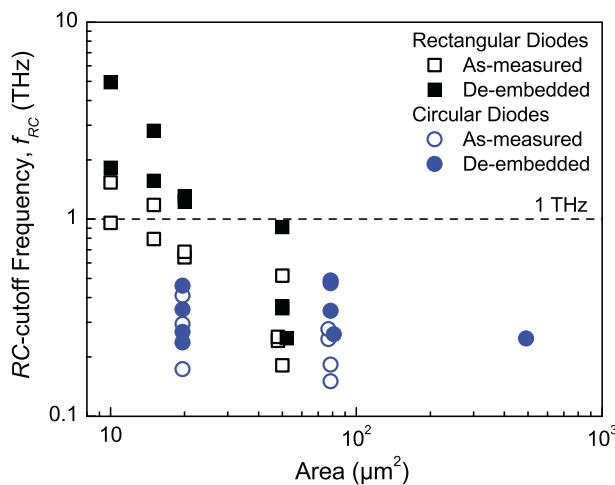 10
1
0.1
RC-cutoff Frequency, f_RC (THz)
Rectangular Diodes
As-measured
De-embedded
Circular Diodes
As-measured
De-embedded
1 THz
10
10²
10³
Area (µm²)